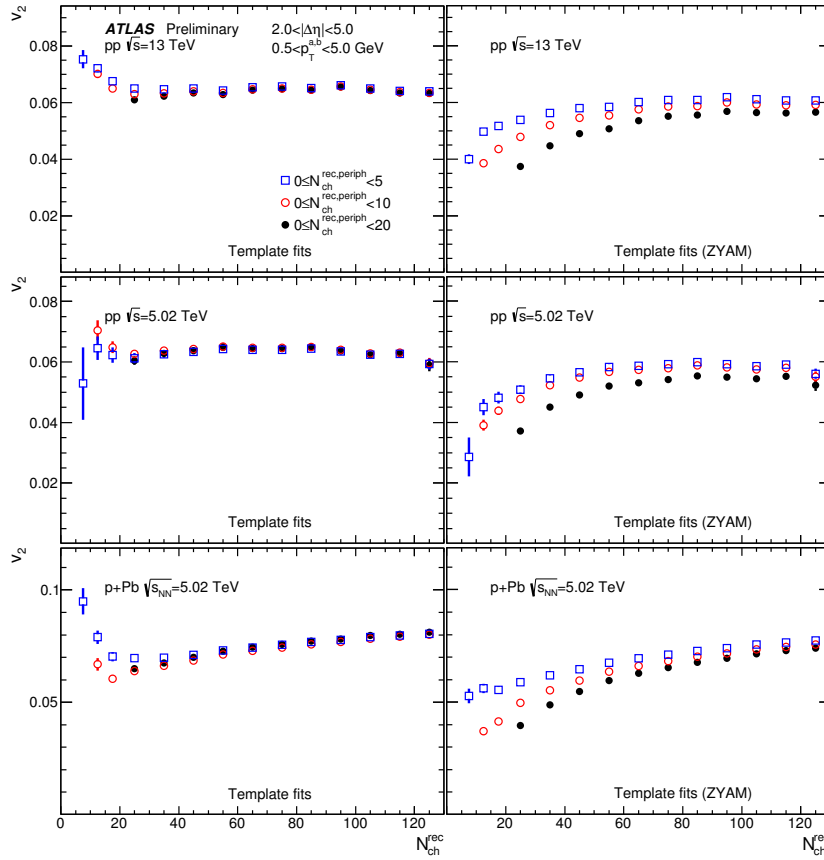 v₂
ATLAS Preliminary 2.0<|Δη|<5.0
pp √s=13 TeV 0.5<p_T^{a,b}<5.0 GeV
0.08
0.06
0.04
0.02
0≤N_ch^{rec,periph}<5
0≤N_ch^{rec,periph}<10
0≤N_ch^{rec,periph}<20
Template fits
pp √s=13 TeV
Template fits (ZYAM)
v₂
pp √s=5.02 TeV
0.08
0.06
0.04
0.02
Template fits
pp √s=5.02 TeV
Template fits (ZYAM)
v₂
p+Pb √s_NN=5.02 TeV
0.1
0.05
Template fits
0 20 40 60 80 100 120
N_ch^{rec}
p+Pb √s_NN=5.02 TeV
Template fits (ZYAM)
20 40 60 80 100 120
N_ch^{re